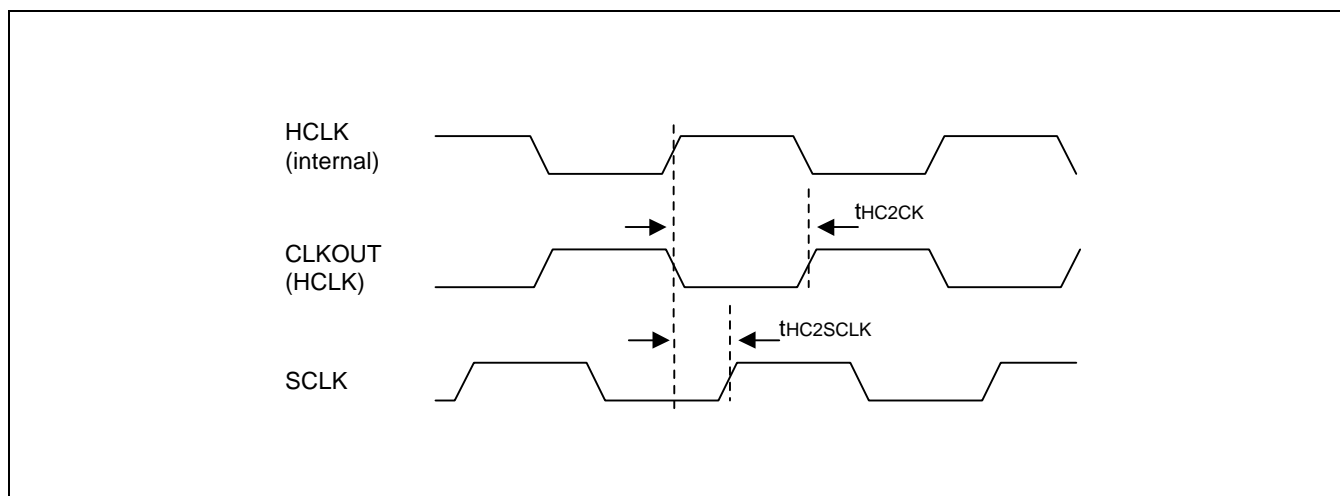 HCLK
(internal)
tHC2CK
CLKOUT
(HCLK)
tHC2SCLK
SCLK